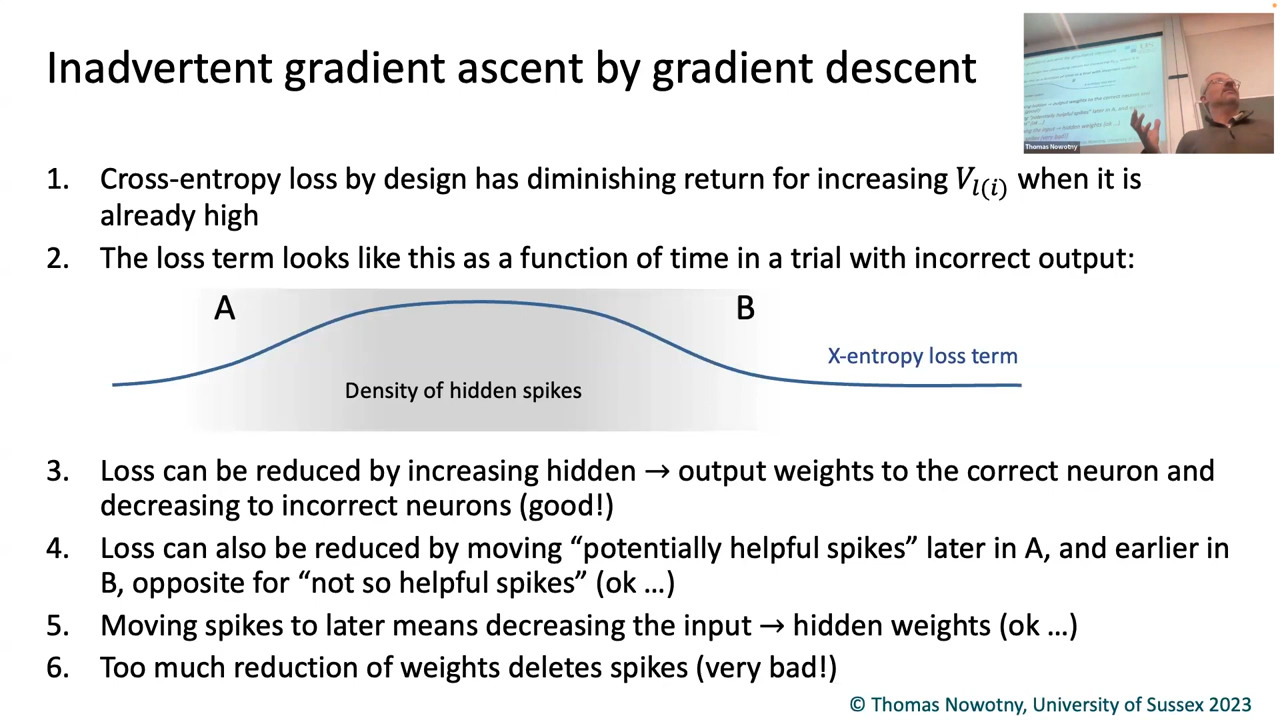 Inadvertent gradient ascent by gradient descent
Thomas Nowotny
1. Cross-entropy loss by design has diminishing return for increasing V_{l(i)} when it is
already high
2. The loss term looks like this as a function of time in a trial with incorrect output:
A
B
X-entropy loss term
Density of hidden spikes
3. Loss can be reduced by increasing hidden → output weights to the correct neuron and
decreasing to incorrect neurons (good!)
4. Loss can also be reduced by moving “potentially helpful spikes” later in A, and earlier in
B, opposite for “not so helpful spikes” (ok …)
5. Moving spikes to later means decreasing the input → hidden weights (ok …)
6. Too much reduction of weights deletes spikes (very bad!)
© Thomas Nowotny, University of Sussex 2023